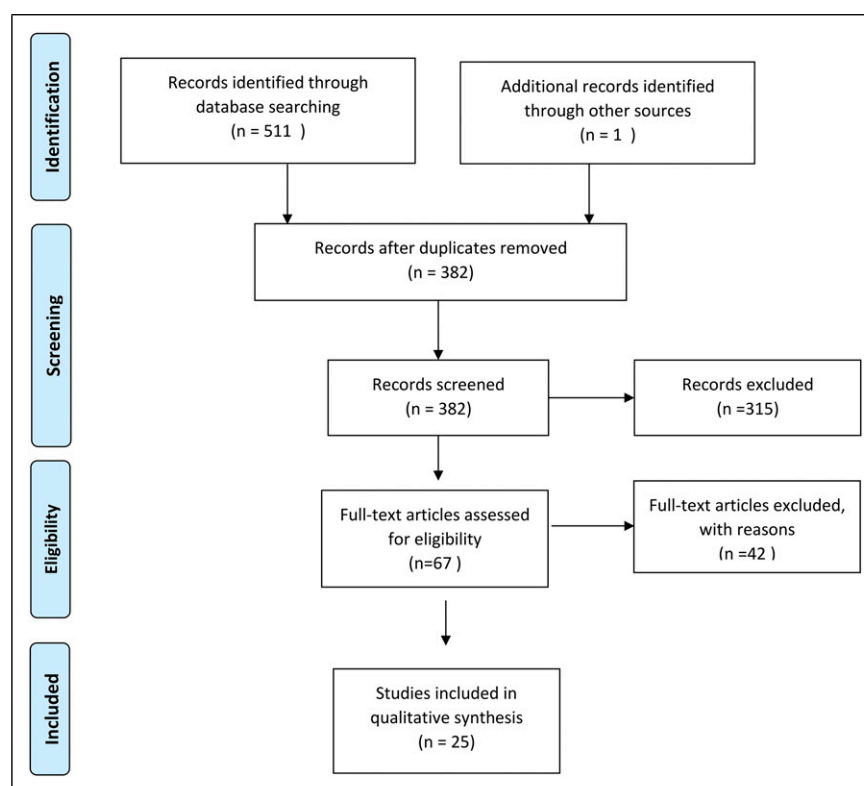 Identification
Records identified through
database searching
(n = 511  )
Additional records identified
through other sources
(n = 1  )
Screening
Records after duplicates removed
(n = 382)
Records screened
(n = 382)
Records excluded
(n =315)
Eligibility
Full-text articles assessed
for eligibility
(n=67 )
Full-text articles excluded,
with reasons
(n =42 )
Included
Studies included in
qualitative synthesis
(n = 25)